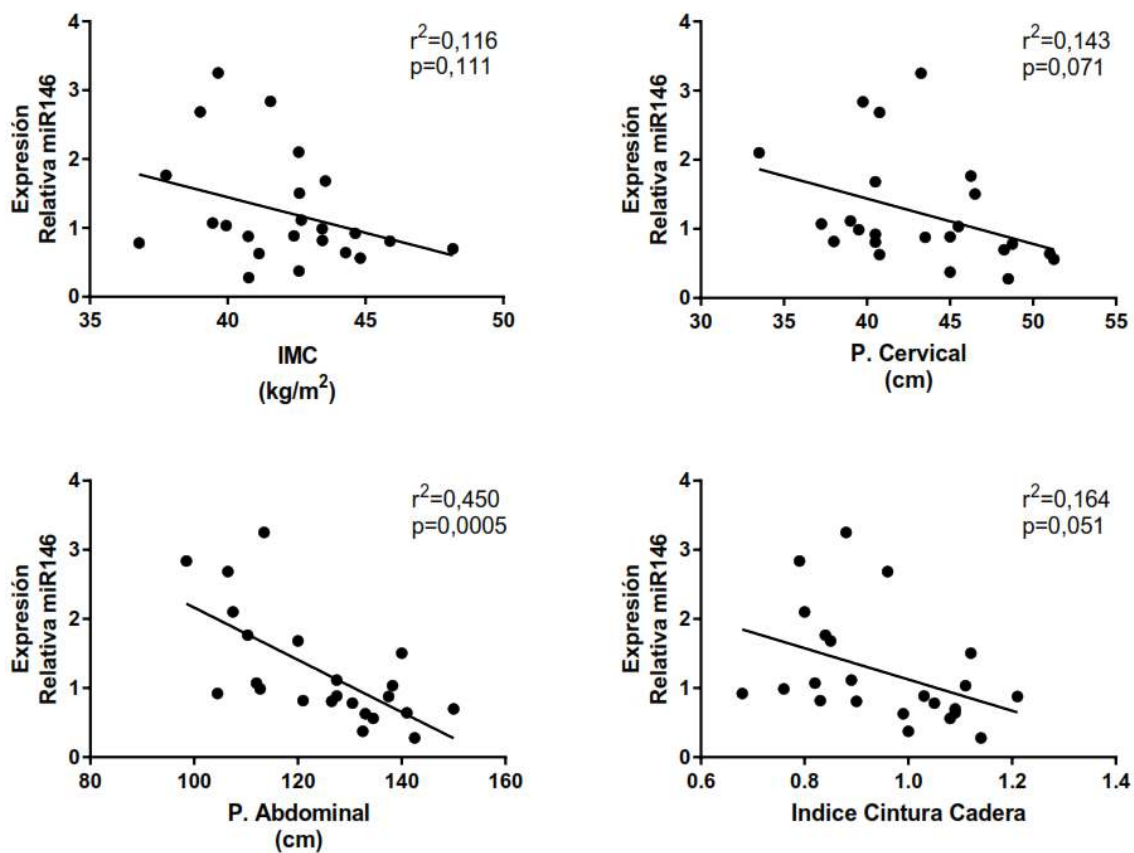 Expresión
Relativa miR146
4
3
2
1
0
r²=0,116
p=0,111
35 40 45 50
IMC
(kg/m²)
Expresión
Relativa miR146
4
3
2
1
0
r²=0,143
p=0,071
30 35 40 45 50 55
P. Cervical
(cm)
Expresión
Relativa miR146
4
3
2
1
0
r²=0,450
p=0,0005
80 100 120 140 160
P. Abdominal
(cm)
Expresión
Relativa miR146
4
3
2
1
0
r²=0,164
p=0,051
0.6 0.8 1.0 1.2 1.4
Indice Cintura Cadera